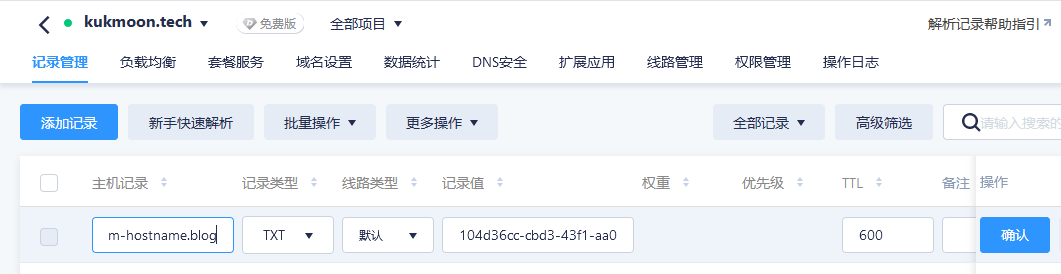 kukmoon.tech 免费版 全部项目 解析记录帮助指引
记录管理 负载均衡 套餐服务 域名设置 数据统计 DNS安全 扩展应用 线路管理 权限管理 操作日志
添加记录 新手快速解析 批量操作 更多操作 全部记录 高级筛选 请输入搜索的
主机记录 记录类型 线路类型 记录值 权重 优先级 TTL 备注 操作
m-hostname.blog TXT 默认 104d36cc-cbd3-43f1-aa0 600 确认